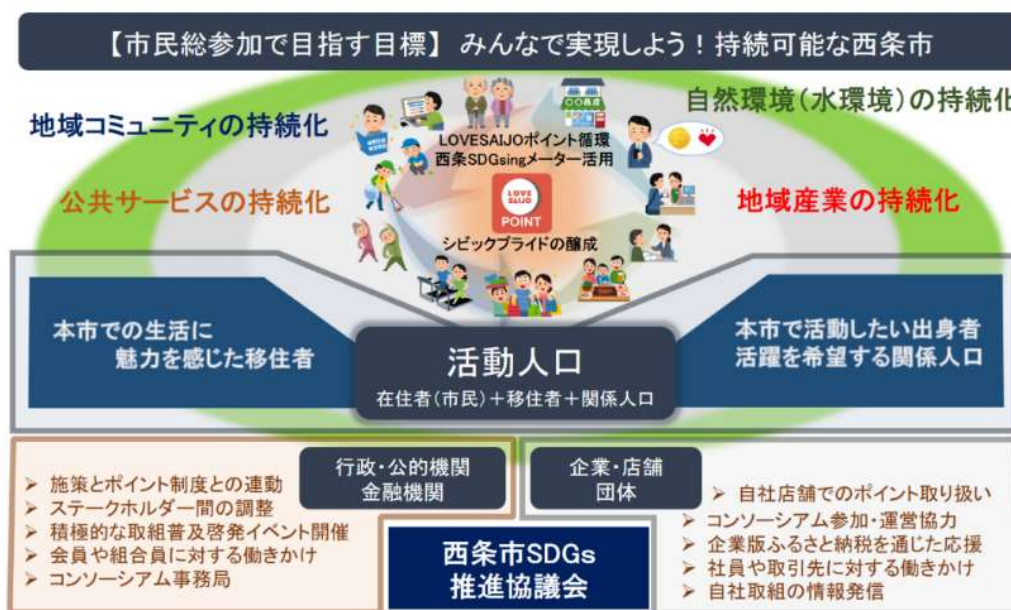 【市民総参加で目指す目標】 みんなで実現しよう！持続可能な西条市
地域コミュニティの持続化
自然環境（水環境）の持続化
公共サービスの持続化
地域産業の持続化
LOVESAIJOポイント循環
西条SDGsingメーター活用
LOVE
SAIJO
POINT
シビックプライドの醸成
本市での生活に
魅力を感じた移住者
本市で活動したい出身者
活躍を希望する関係人口
活動人口
在住者（市民）＋移住者＋関係人口
行政・公的機関
金融機関
➢ 施策とポイント制度との連動
➢ ステークホルダー間の調整
➢ 積極的な取組普及啓発イベント開催
➢ 会員や組合員に対する働きかけ
➢ コンソーシアム事務局
企業・店舗
団体
➢ 自社店舗でのポイント取り扱い
➢ コンソーシアム参加・運営協力
➢ 企業版ふるさと納税を通じた応援
➢ 社員や取引先に対する働きかけ
➢ 自社取組の情報発信
西条市SDGs
推進協議会